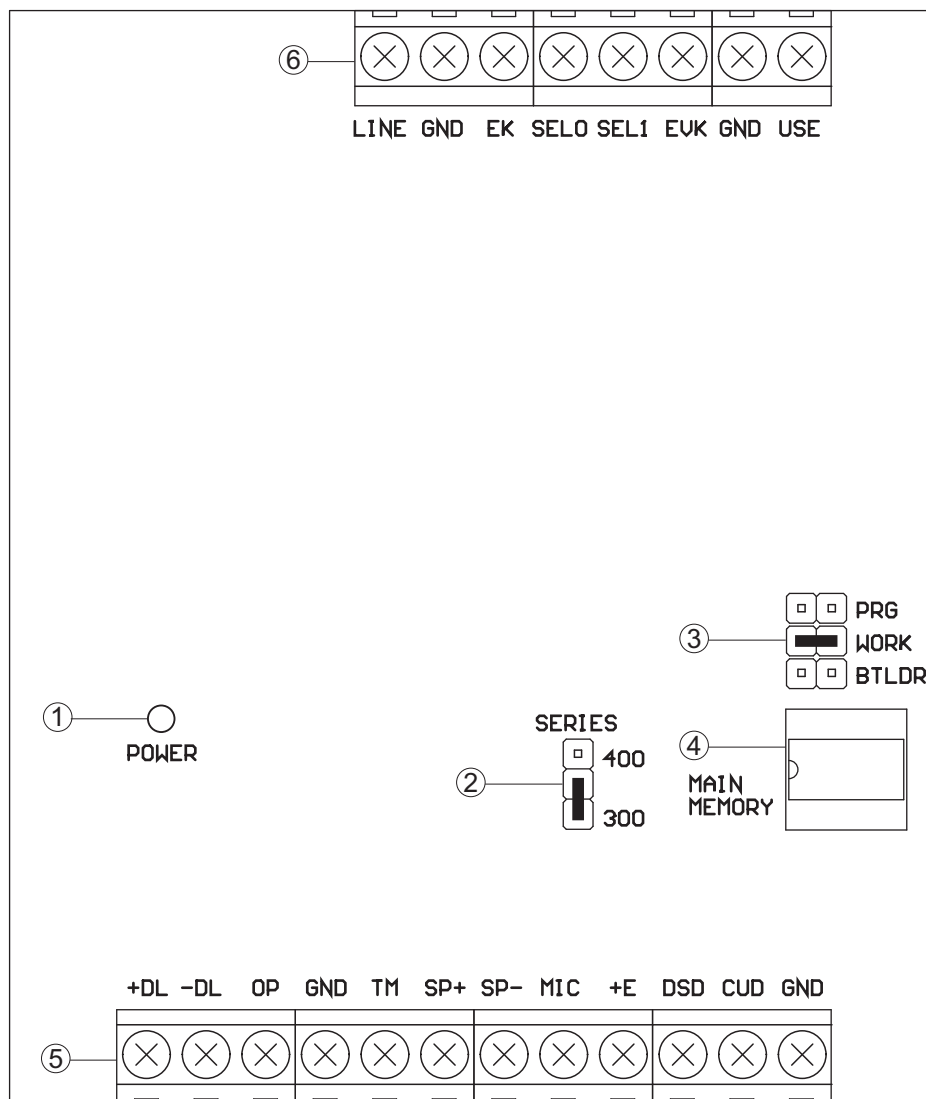 ⑥
LINE GND EK SEL0 SEL1 EVK GND USE
PRG
③
WORK
BTLDR
①
POWER
SERIES
400
②
300
④
MAIN
MEMORY
+DL -DL OP GND TM SP+ SP- MIC +E DSD CUD GND
⑤